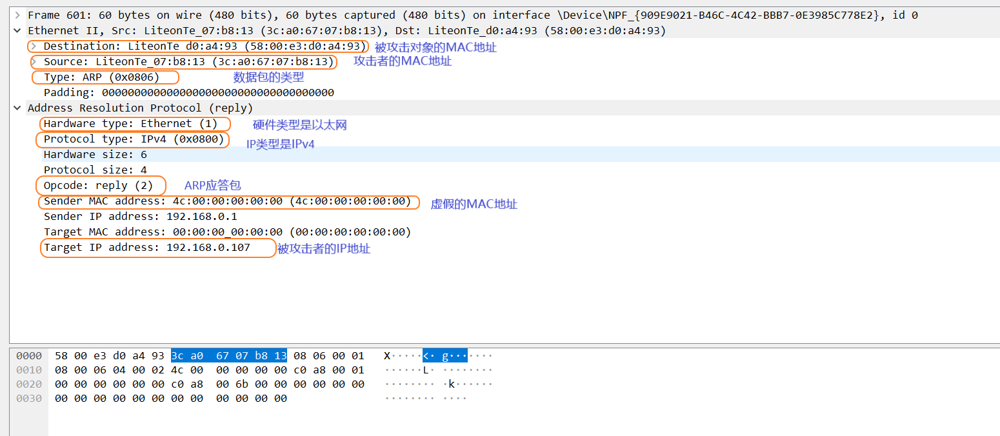 Frame 601: 60 bytes on wire (480 bits), 60 bytes captured (480 bits) on interface \Device\NPF_{909E9021-B46C-4C42-BBB7-0E3985C778E2}, id 0
Ethernet II, Src: LiteonTe_07:b8:13 (3c:a0:67:07:b8:13), Dst: LiteonTe_d0:a4:93 (58:00:e3:d0:a4:93)
Destination: LiteonTe d0:a4:93 (58:00:e3:d0:a4:93) 被攻击对象的MAC地址
Source: LiteonTe_07:b8:13 (3c:a0:67:07:b8:13) 攻击者的MAC地址
Type: ARP (0x0806) 数据包的类型
Padding: 000000000000000000000000000000000000
Address Resolution Protocol (reply)
Hardware type: Ethernet (1) 硬件类型是以太网
Protocol type: IPv4 (0x0800) IP类型是IPv4
Hardware size: 6
Protocol size: 4
Opcode: reply (2) ARP应答包
Sender MAC address: 4c:00:00:00:00:00 (4c:00:00:00:00:00) 虚假的MAC地址
Sender IP address: 192.168.0.1
Target MAC address: 00:00:00_00:00:00 (00:00:00:00:00:00)
Target IP address: 192.168.0.107 被攻击者的IP地址
0000 58 00 e3 d0 a4 93 3c a0 67 07 b8 13 08 06 00 01 X·····<· g·······
0010 08 00 06 04 00 02 4c 00 00 00 00 00 c0 a8 00 01 ······L· ········
0020 00 00 00 00 00 00 c0 a8 00 6b 00 00 00 00 00 00 ········ ·k······
0030 00 00 00 00 00 00 00 00 00 00 00 00 ········ ····